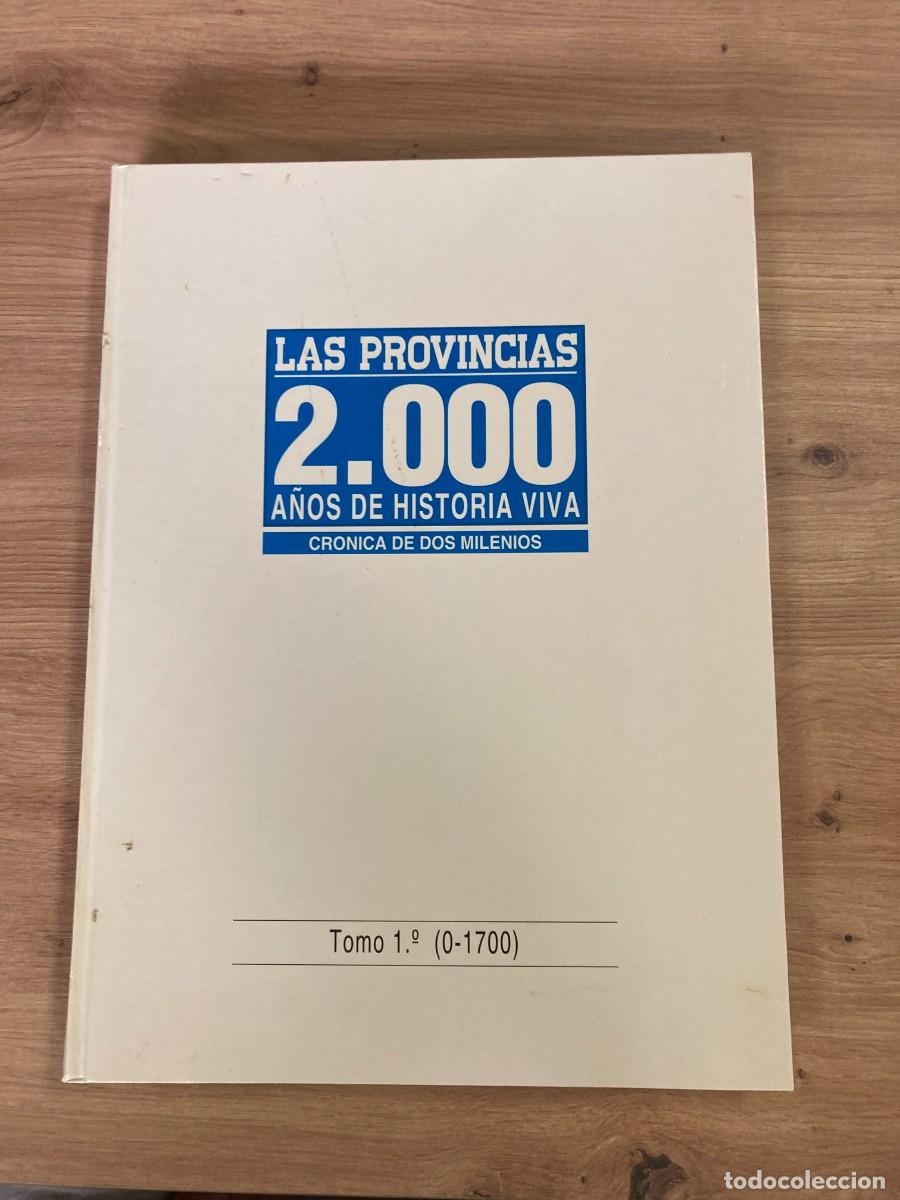 LAS PROVINCIAS
2.000
AÑOS DE HISTORIA VIVA
CRONICA DE DOS MILENIOS
Tomo 1.º (0-1700)
todocoleccion